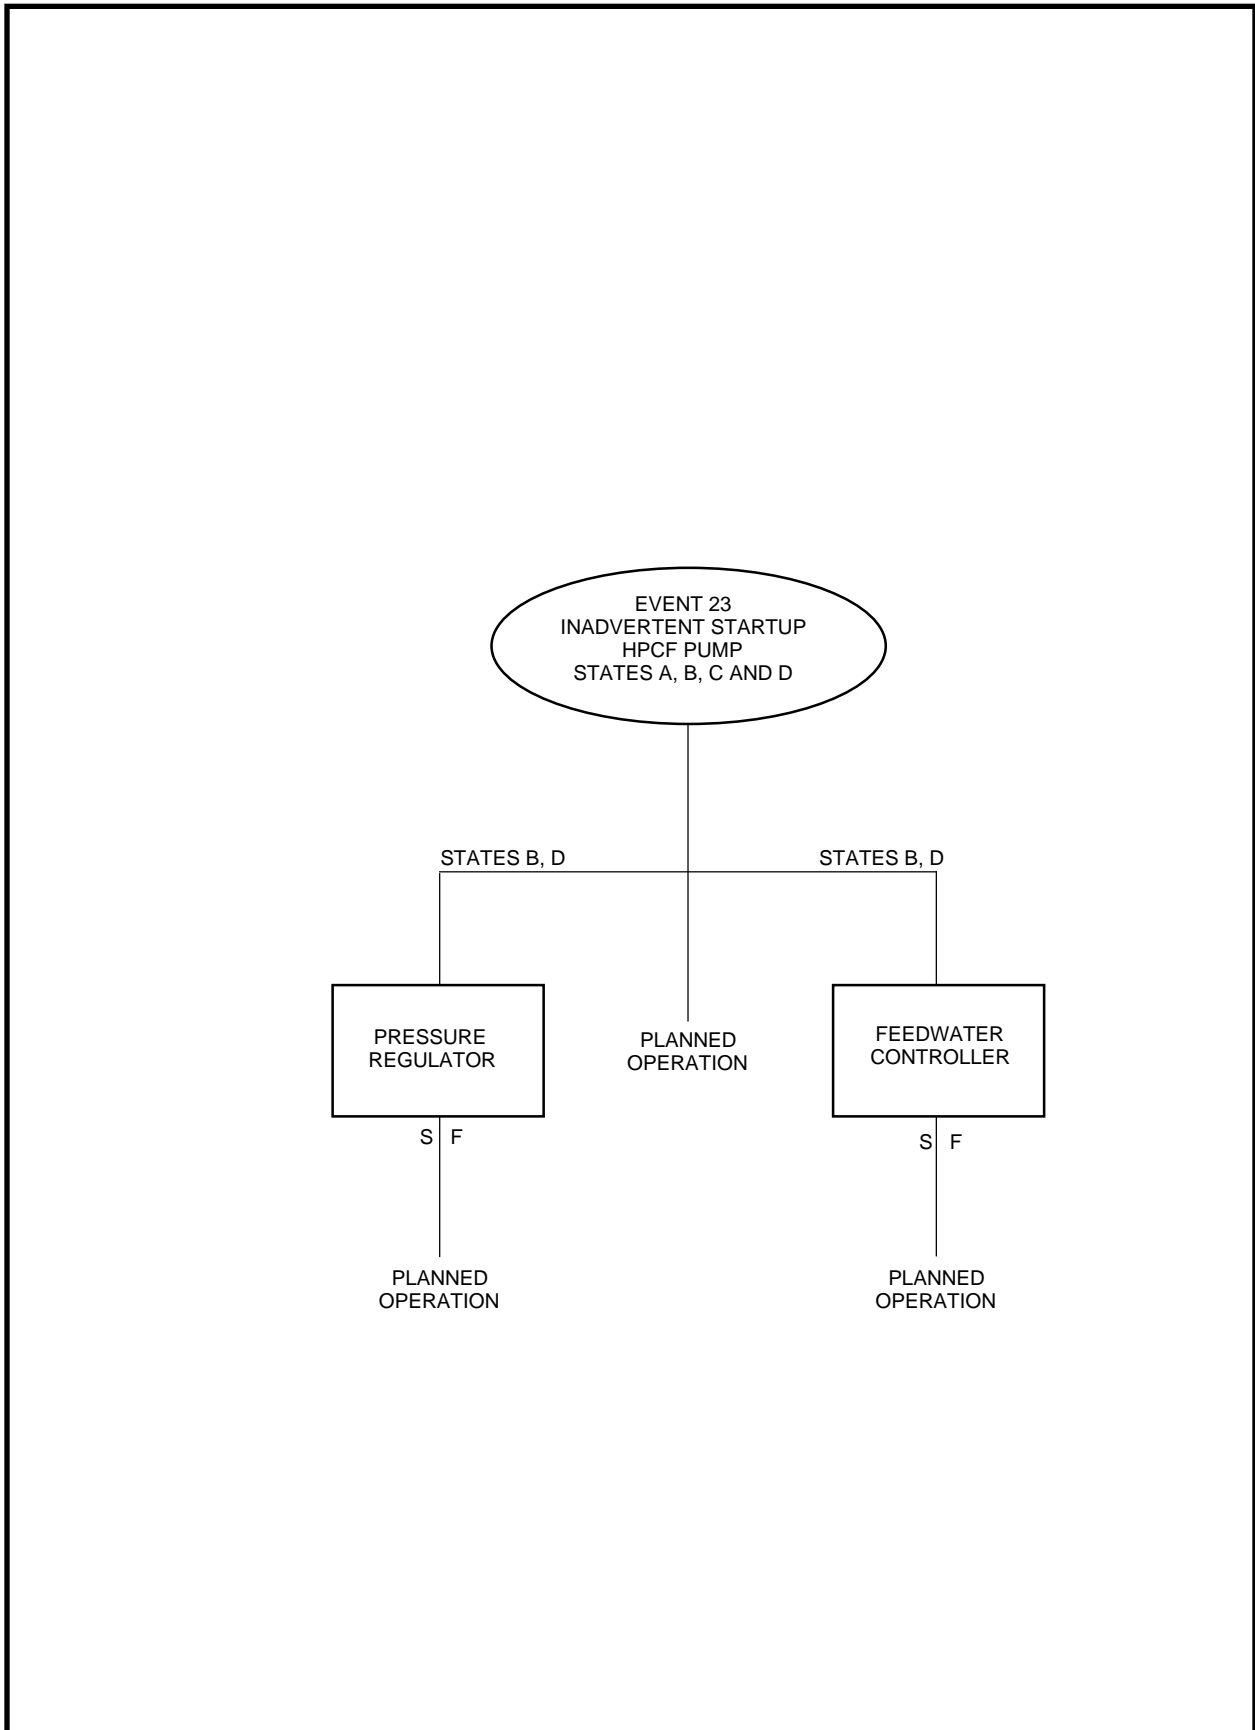 EVENT 23
INADVERTENT STARTUP
HPCF PUMP
STATES A, B, C AND D
STATES B, D
STATES B, D
PRESSURE
REGULATOR
PLANNED
OPERATION
FEEDWATER
CONTROLLER
S F
S F
PLANNED
OPERATION
PLANNED
OPERATION